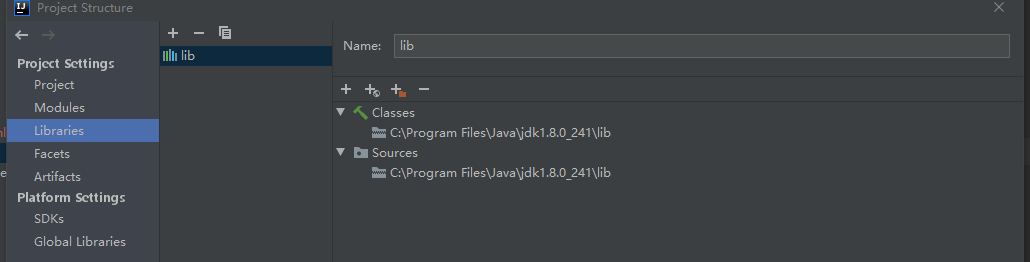 IJ Project Structure
Project Settings
Project
Modules
Libraries
Facets
Artifacts
Platform Settings
SDKs
Global Libraries
lib
Name: lib
Classes
C:\Program Files\Java\jdk1.8.0_241\lib
Sources
C:\Program Files\Java\jdk1.8.0_241\lib